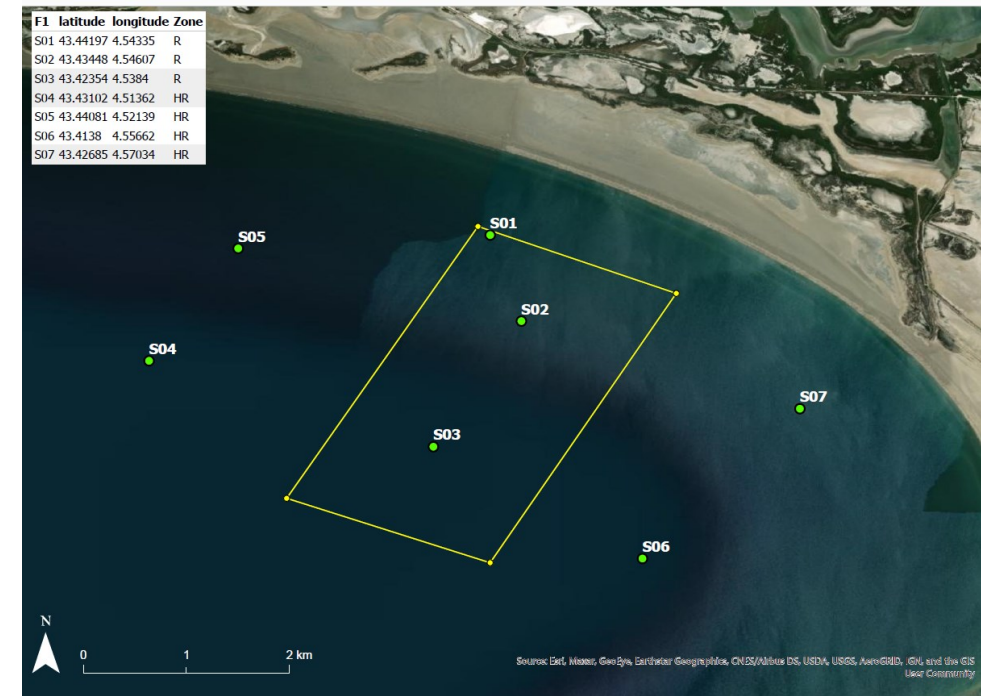 F1 latitude longitude Zone
S01 43.44197 4.54335 R
S02 43.43448 4.54607 R
S03 43.42354 4.5384 R
S04 43.43102 4.51362 HR
S05 43.44081 4.52139 HR
S06 43.4138 4.55662 HR
S07 43.42685 4.57034 HR
S01
S05
S02
S04
S07
S03
S06
N
0 1 2 km
Source: Esri, Maxar, GeoEye, Earthstar Geographics, CNES/Airbus DS, USDA, USGS, AeroGRID, IGN, and the GIS
User Community